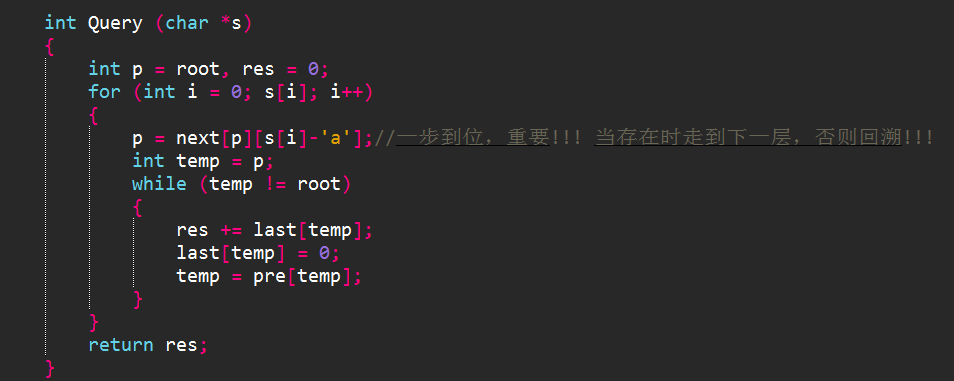 int Query (char *s)
{
    int p = root, res = 0;
    for (int i = 0; s[i]; i++)
    {
        p = next[p][s[i]-'a'];//一步到位，重要!!! 当存在时走到下一层，否则回溯!!!
        int temp = p;
        while (temp != root)
        {
            res += last[temp];
            last[temp] = 0;
            temp = pre[temp];
        }
    }
    return res;
}